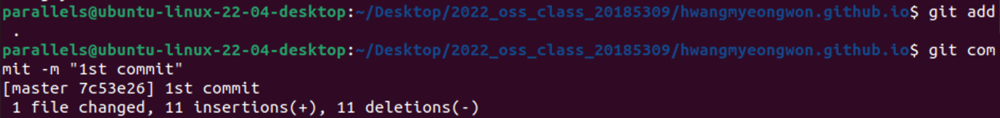 parallels@ubuntu-linux-22-04-desktop:~/Desktop/2022_oss_class_20185309/hwangmyeongwon.github.io$ git add
 .
parallels@ubuntu-linux-22-04-desktop:~/Desktop/2022_oss_class_20185309/hwangmyeongwon.github.io$ git com
mit -m "1st commit"
[master 7c53e26] 1st commit
 1 file changed, 11 insertions(+), 11 deletions(-)